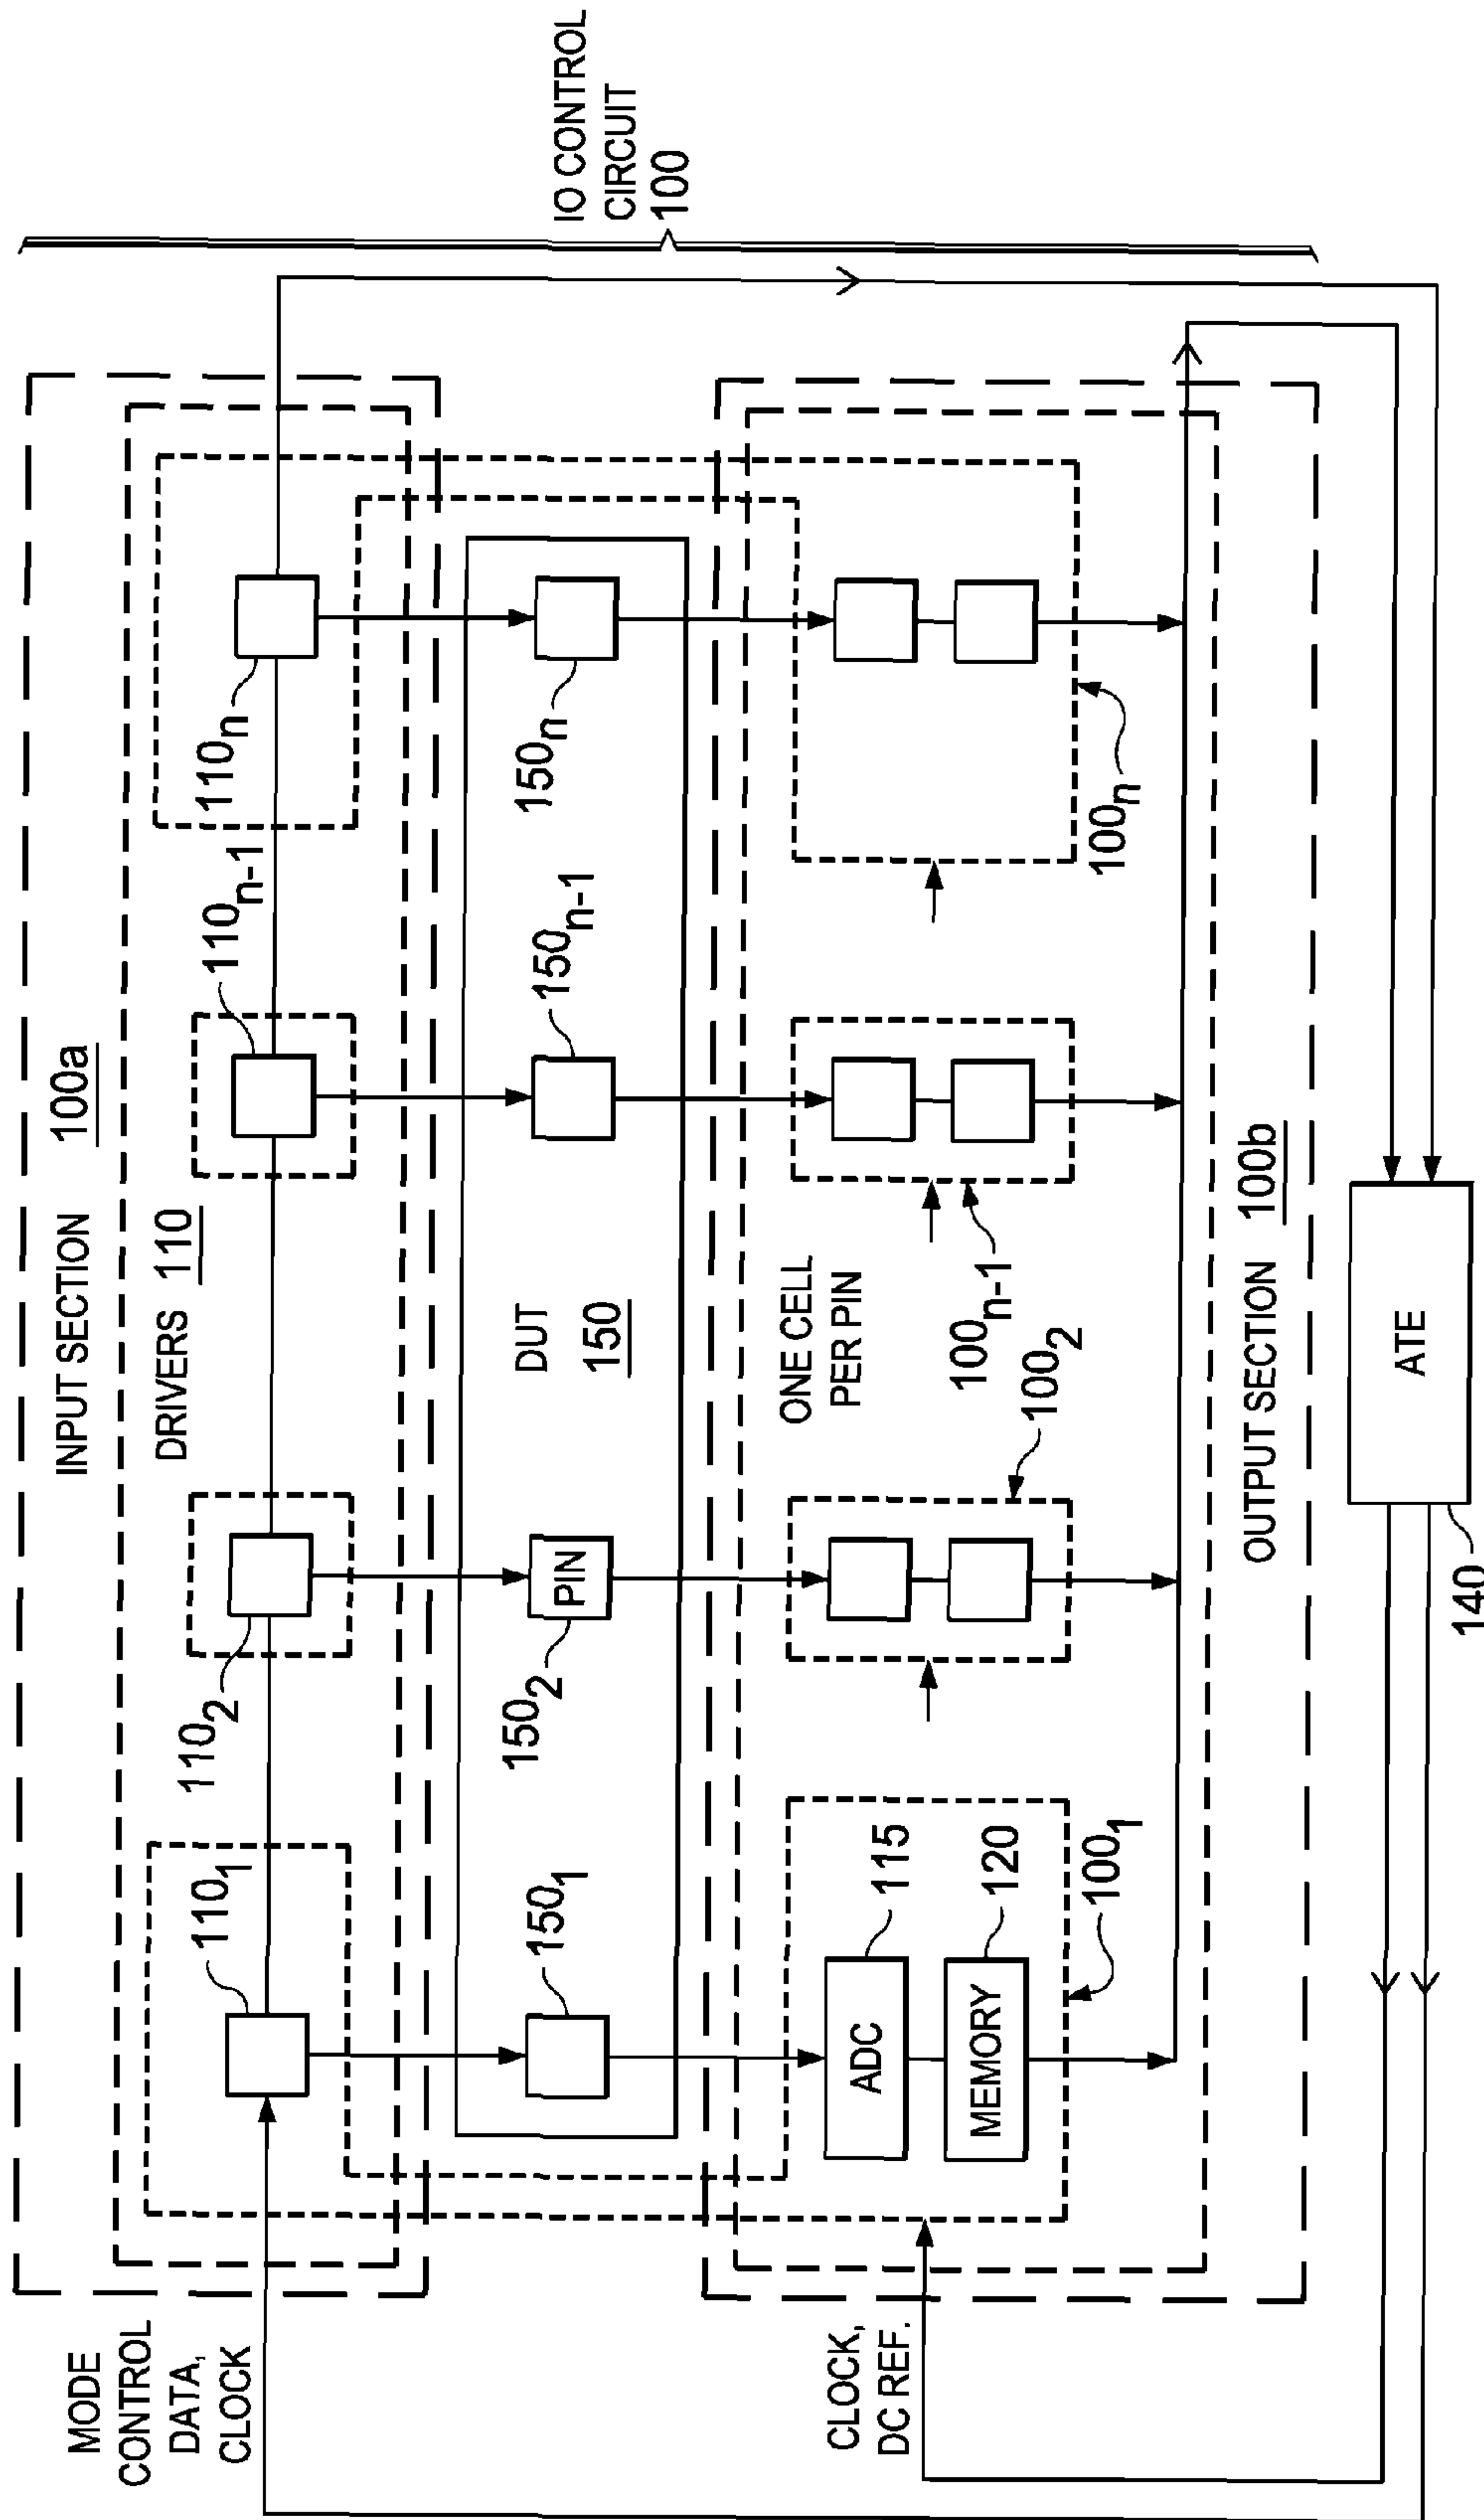 INPUT SECTION 100a
MODE
CONTROL
DATA,
CLOCK
DRIVERS 110
110₁
110₂
110ₙ₋₁
110ₙ
IO CONTROL
CIRCUIT
100
DUT
150
150₁
PIN
150₂
150ₙ₋₁
150ₙ
ONE CELL
PER PIN
CLOCK,
DC REF.
ADC
115
MEMORY
120
100₁
100₂
100ₙ₋₁
100ₙ
OUTPUT SECTION 100b
ATE
140